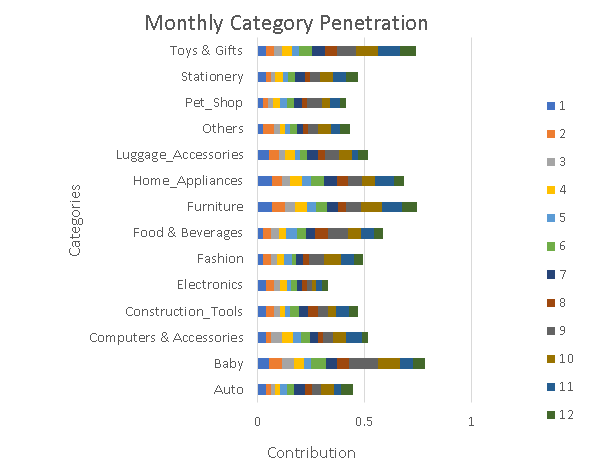 Monthly Category Penetration
Toys & Gifts
Stationery
Pet_Shop
Others
Luggage_Accessories
Home_Appliances
Furniture
Food & Beverages
Fashion
Electronics
Construction_Tools
Computers & Accessories
Baby
Auto
Categories
0 0.5 1
Contribution
1
2
3
4
5
6
7
8
9
10
11
12